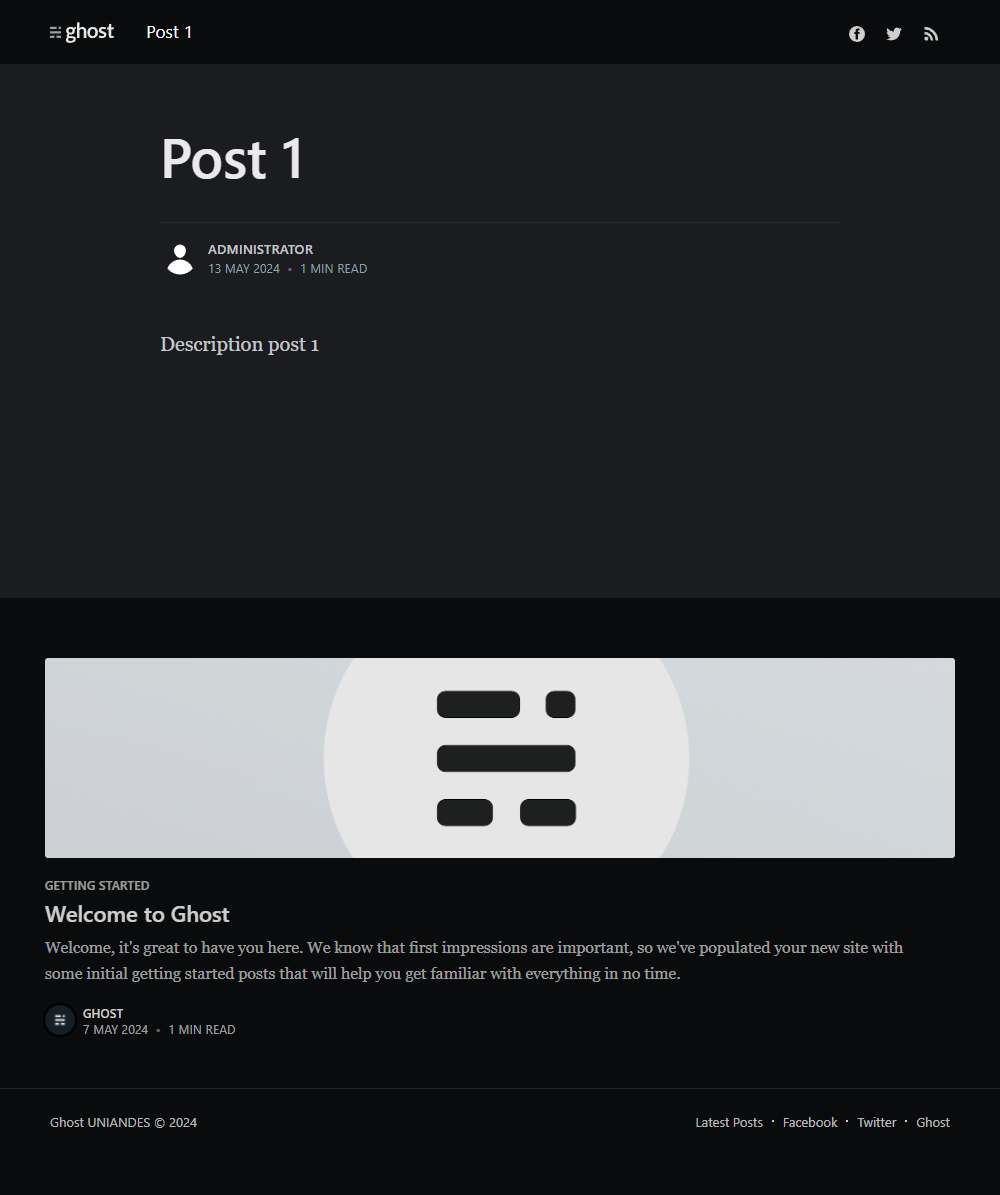 ghost
Post 1
Post 1
ADMINISTRATOR
13 MAY 2024 • 1 MIN READ
Description post 1
GETTING STARTED
Welcome to Ghost
Welcome, it's great to have you here. We know that first impressions are important, so we've populated your new site with
some initial getting started posts that will help you get familiar with everything in no time.
GHOST
7 MAY 2024 • 1 MIN READ
Ghost UNIANDES © 2024
Latest Posts · Facebook · Twitter · Ghost